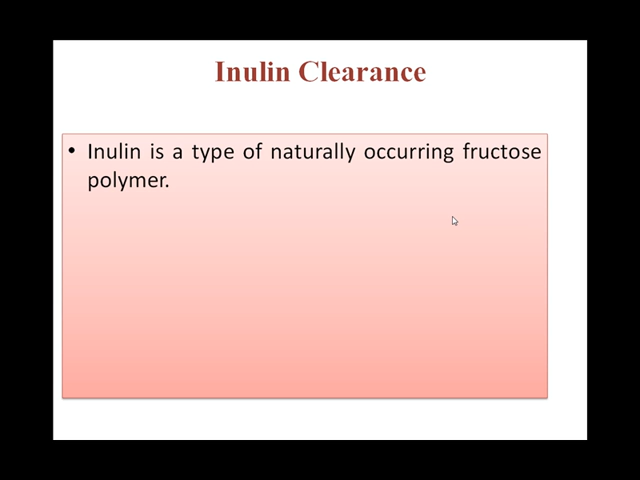 Inulin Clearance
• Inulin is a type of naturally occurring fructose
polymer.